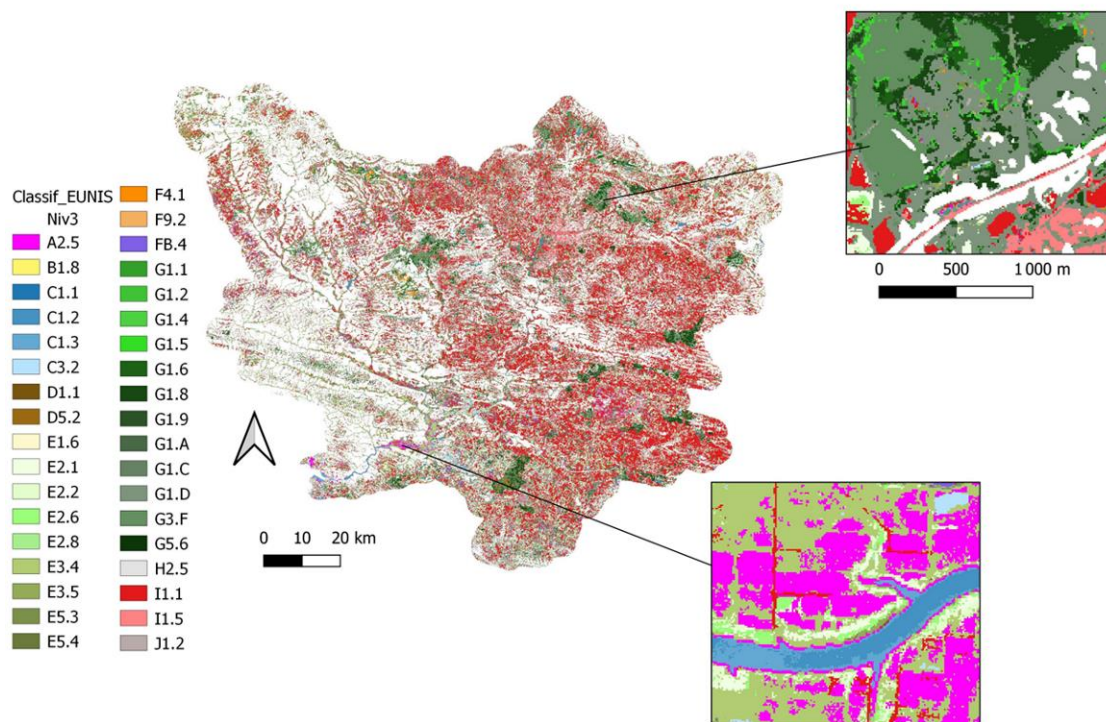 Classif_EUNIS
Niv3
A2.5
B1.8
C1.1
C1.2
C1.3
C3.2
D1.1
D5.2
E1.6
E2.1
E2.2
E2.6
E2.8
E3.4
E3.5
E5.3
E5.4
F4.1
F9.2
FB.4
G1.1
G1.2
G1.4
G1.5
G1.6
G1.8
G1.9
G1.A
G1.C
G1.D
G3.F
G5.6
H2.5
I1.1
I1.5
J1.2
0 10 20 km
0 500 1000 m